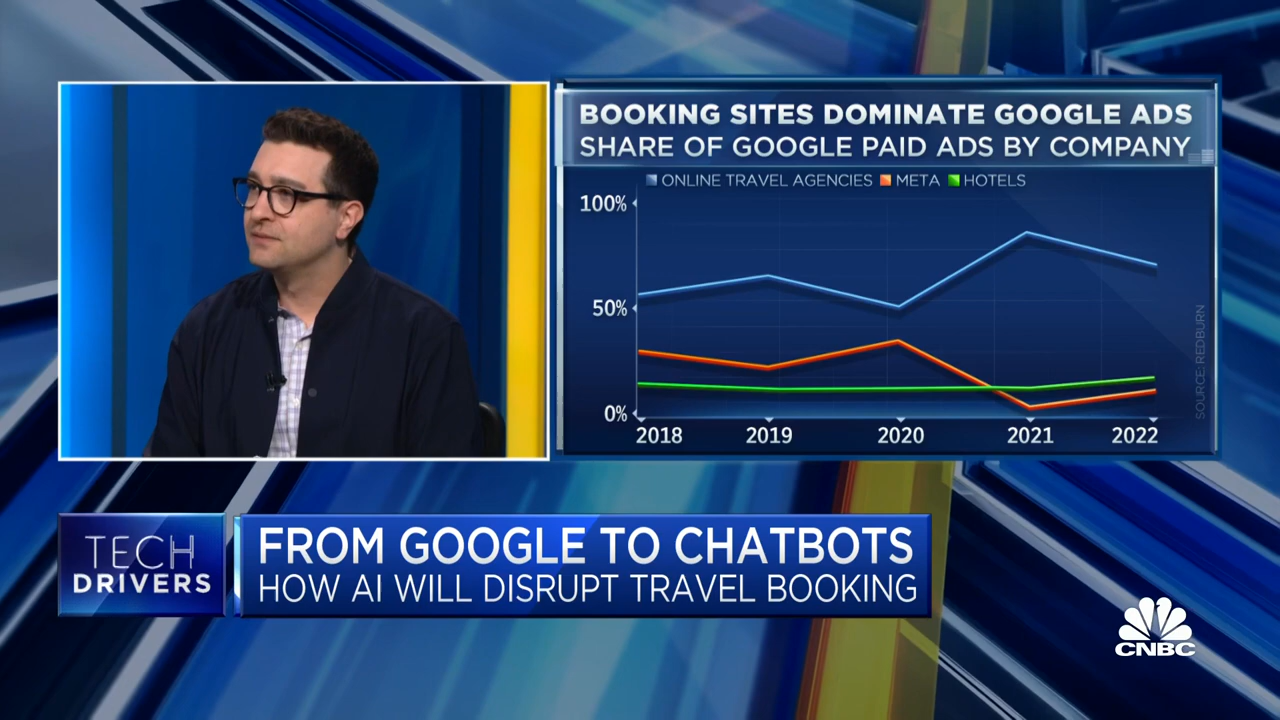 BOOKING SITES DOMINATE GOOGLE ADS
SHARE OF GOOGLE PAID ADS BY COMPANY
ONLINE TRAVEL AGENCIES META HOTELS
100%
50%
0%
2018 2019 2020 2021 2022
SOURCE: REDBURN
TECH
DRIVERS
FROM GOOGLE TO CHATBOTS
HOW AI WILL DISRUPT TRAVEL BOOKING
CNBC